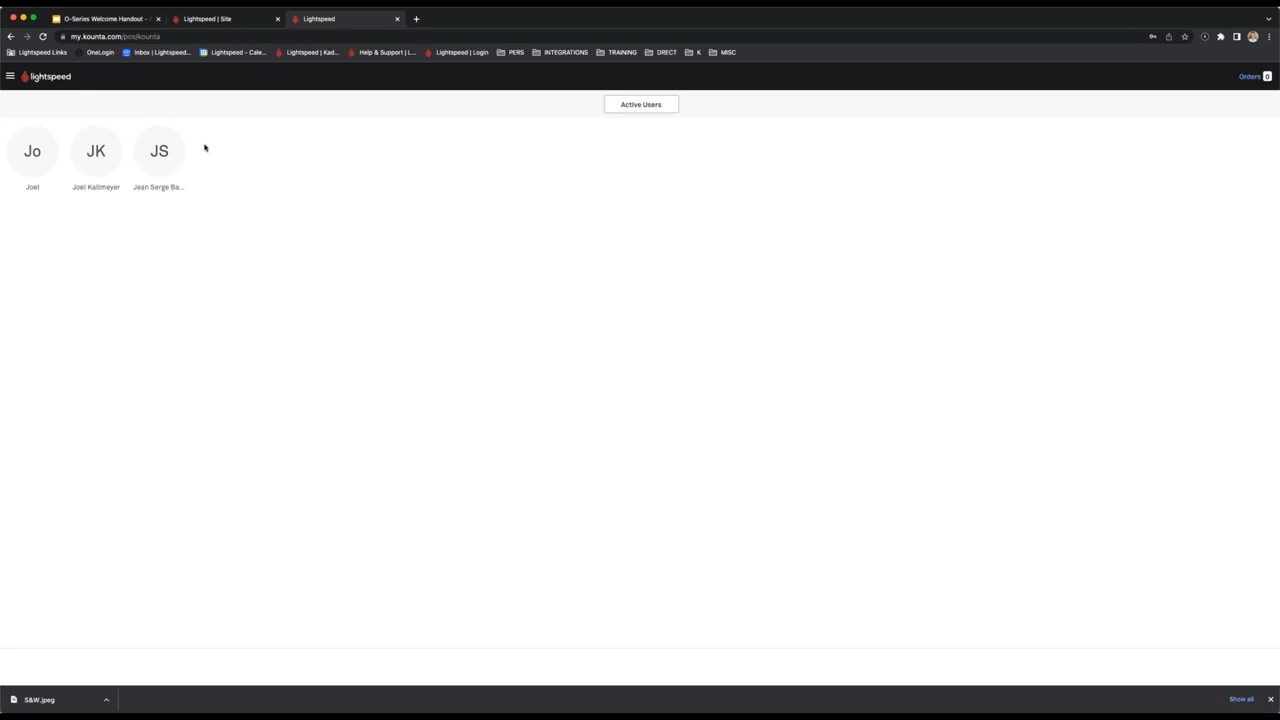 O-Series Welcome Handout - 
Lightspeed | Site
Lightspeed
my.kounta.com/pos/kounta
Lightspeed Links
OneLogin
Inbox | Lightspeed...
Lightspeed - Cale...
Lightspeed | Kad...
Help & Support | L...
Lightspeed | Login
PERS
INTEGRATIONS
TRAINING
DRECT
K
MISC
lightspeed
Orders 0
Active Users
Jo
JK
JS
Joel
Joel Kallmeyer
Jean Serge Ba...
S&W.jpeg
Show all